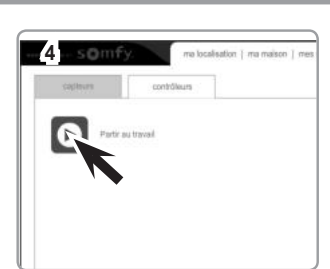 4 somfy. ma localisation | ma maison | mes
capteurs contrôleurs
Partir au travail